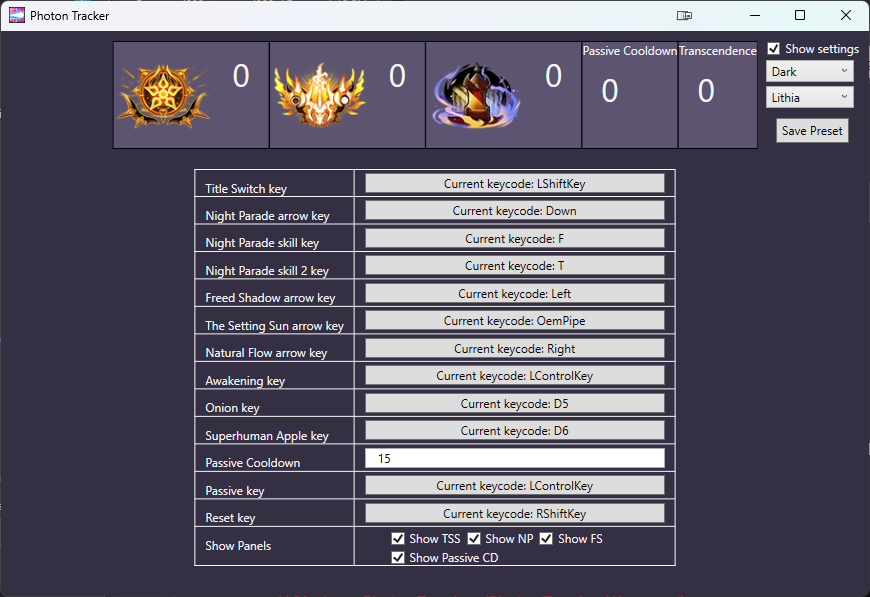 Photon Tracker
0
0
0
Passive Cooldown
0
Transcendence
0
Show settings
Dark
Lithia
Save Preset
Title Switch key Current keycode: LShiftKey
Night Parade arrow key Current keycode: Down
Night Parade skill key Current keycode: F
Night Parade skill 2 key Current keycode: T
Freed Shadow arrow key Current keycode: Left
The Setting Sun arrow key Current keycode: OemPipe
Natural Flow arrow key Current keycode: Right
Awakening key Current keycode: LControlKey
Onion key Current keycode: D5
Superhuman Apple key Current keycode: D6
Passive Cooldown 15
Passive key Current keycode: LControlKey
Reset key Current keycode: RShiftKey
Show Panels Show TSS Show NP Show FS
Show Passive CD